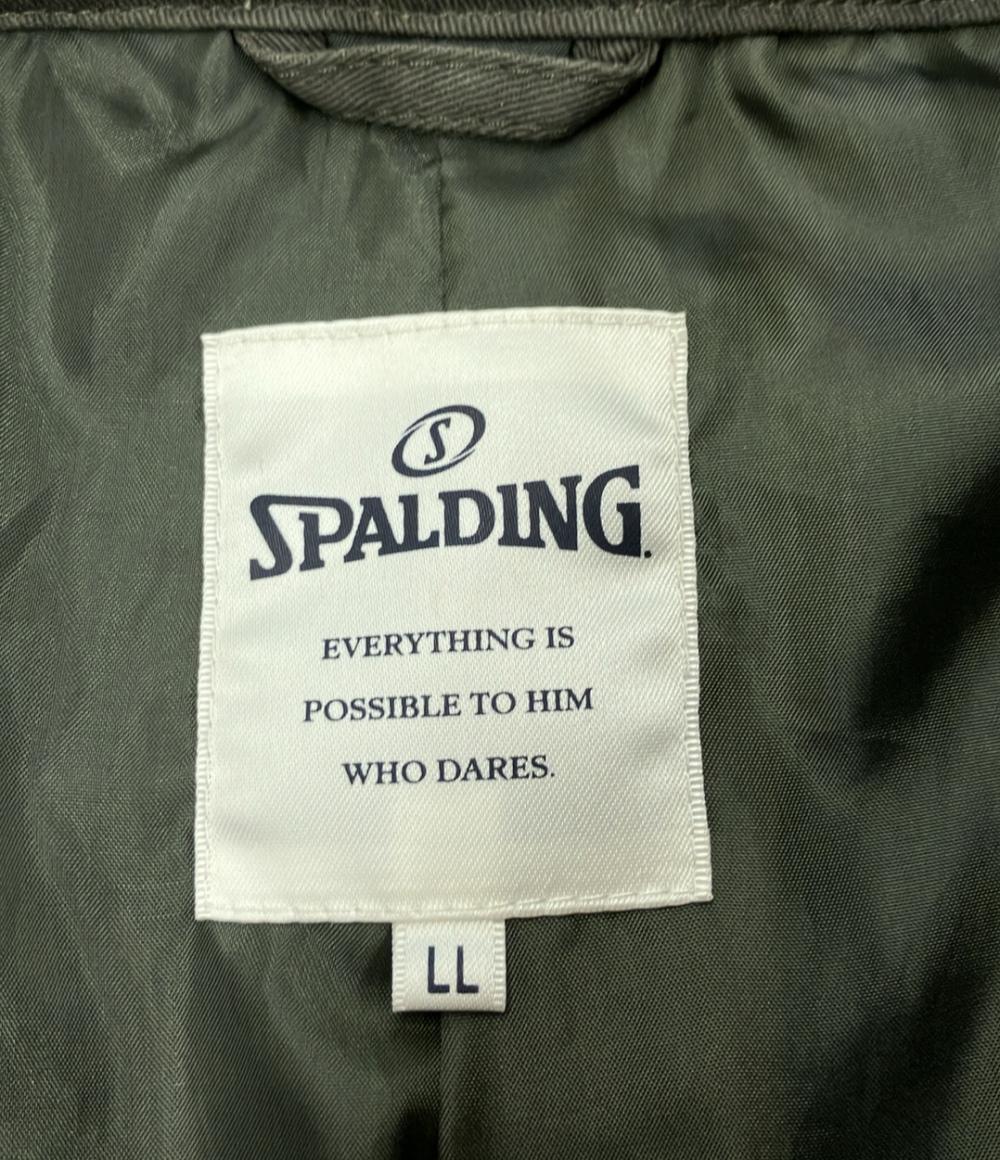 S
SPALDING.
EVERYTHING IS
POSSIBLE TO HIM
WHO DARES.
LL